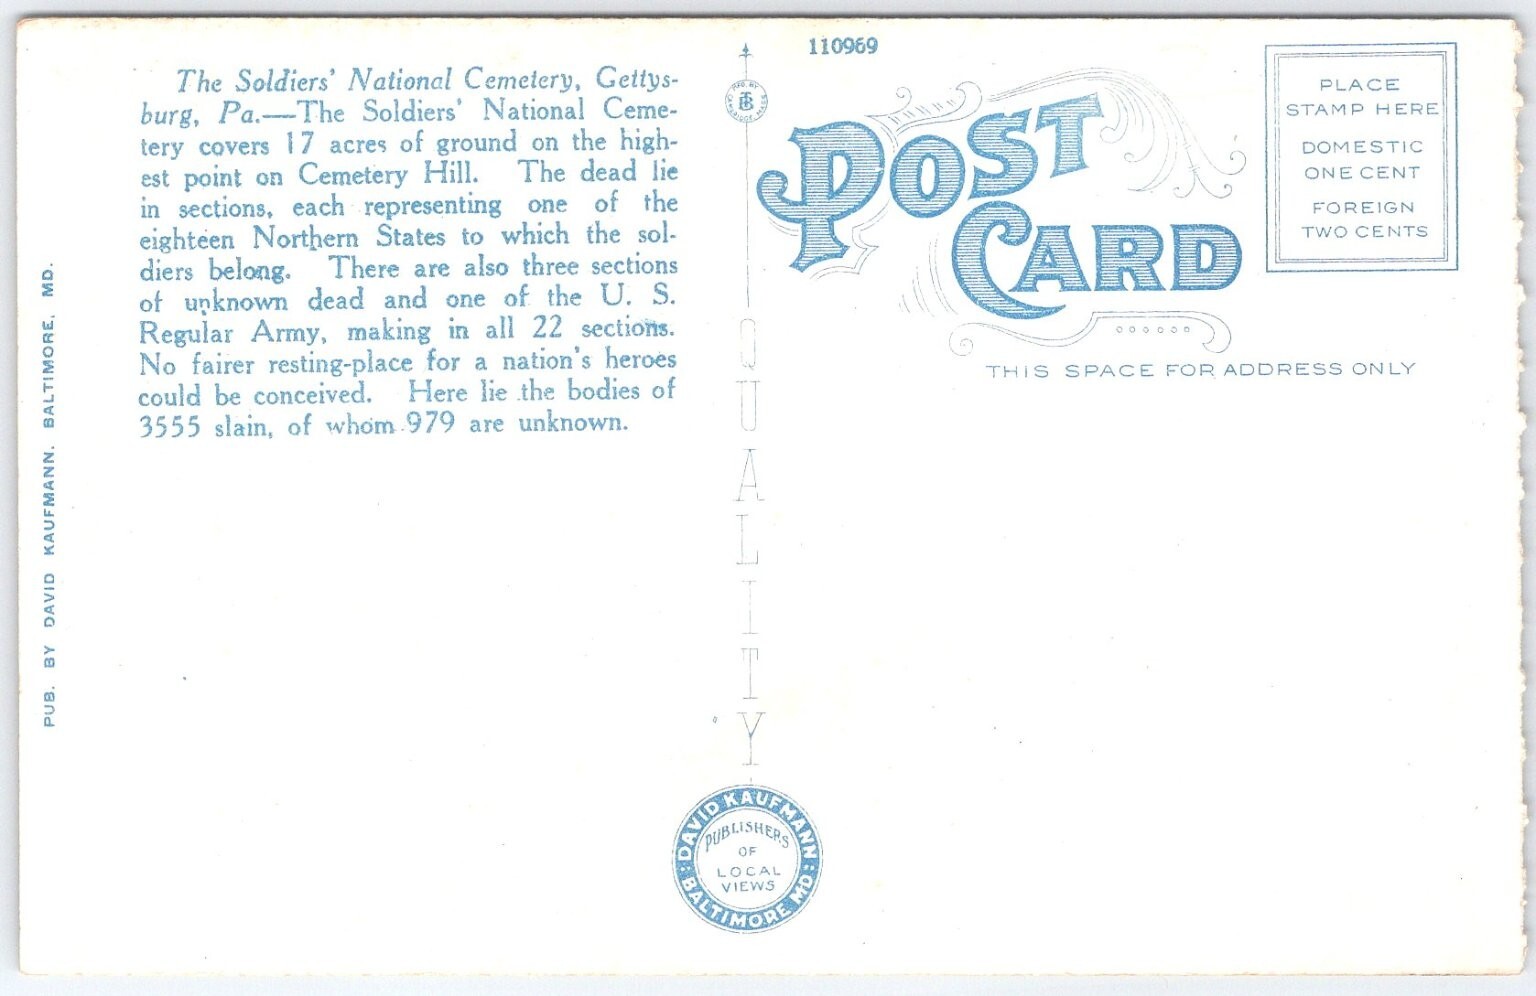 The Soldiers' National Cemetery, Gettys-
burg, Pa.—The Soldiers' National Ceme-
tery covers 17 acres of ground on the high-
est point on Cemetery Hill. The dead lie
in sections, each representing one of the
eighteen Northern States to which the sol-
diers belong. There are also three sections
of unknown dead and one of the U. S.
Regular Army, making in all 22 sections.
No fairer resting-place for a nation's heroes
could be conceived. Here lie the bodies of
3555 slain, of whom 979 are unknown.
PUB. BY DAVID KAUFMANN. BALTIMORE, MD.
110969
MFG. BY
CAMBRIDGE, MASS
QUALITY
DAVID KAUFMANN
PUBLISHERS
OF
LOCAL
VIEWS
BALTIMORE MD
POST
CARD
THIS SPACE FOR ADDRESS ONLY
PLACE
STAMP HERE
DOMESTIC
ONE CENT
FOREIGN
TWO CENTS